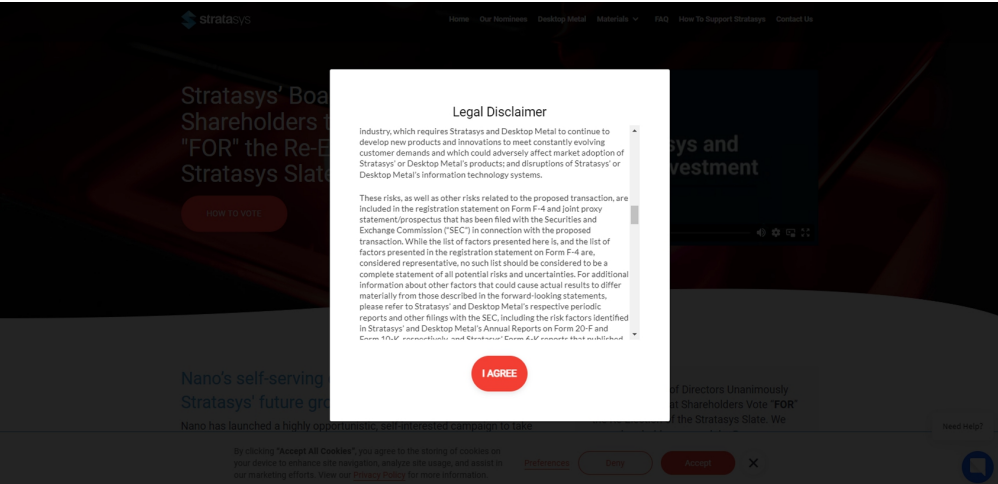 stratasys
Home Our Nominees Desktop Metal Materials FAQ How To Support Stratasys Contact Us
Stratasys' Boa
Shareholders t
"FOR" the Re-E
Stratasys Slate
HOW TO VOTE
sys and
vestment
Legal Disclaimer
industry, which requires Stratasys and Desktop Metal to continue to
develop new products and innovations to meet constantly evolving
customer demands and which could adversely affect market adoption of
Stratasys' or Desktop Metal's products; and disruptions of Stratasys' or
Desktop Metal's information technology systems.
These risks, as well as other risks related to the proposed transaction, are
included in the registration statement on Form F-4 and joint proxy
statement/prospectus that has been filed with the Securities and
Exchange Commission ("SEC") in connection with the proposed
transaction. While the list of factors presented here is, and the list of
factors presented in the registration statement on Form F-4 are,
considered representative, no such list should be considered to be a
complete statement of all potential risks and uncertainties. For additional
information about other factors that could cause actual results to differ
materially from those described in the forward-looking statements,
please refer to Stratasys' and Desktop Metal's respective periodic
reports and other filings with the SEC, including the risk factors identified
in Stratasys' and Desktop Metal's Annual Reports on Form 20-F and
Form 10-K, respectively, and Stratasys' Form 6-K reports that published
I AGREE
Nano's self-serving
Stratasys' future gro
Nano has launched a highly opportunistic, self-interested campaign to take
of Directors Unanimously
at Shareholders Vote "FOR"
of the Stratasys Slate. We
Need Help?
By clicking "Accept All Cookies", you agree to the storing of cookies on
your device to enhance site navigation, analyze site usage, and assist in
our marketing efforts. View our Privacy Policy for more information.
Preferences Deny Accept